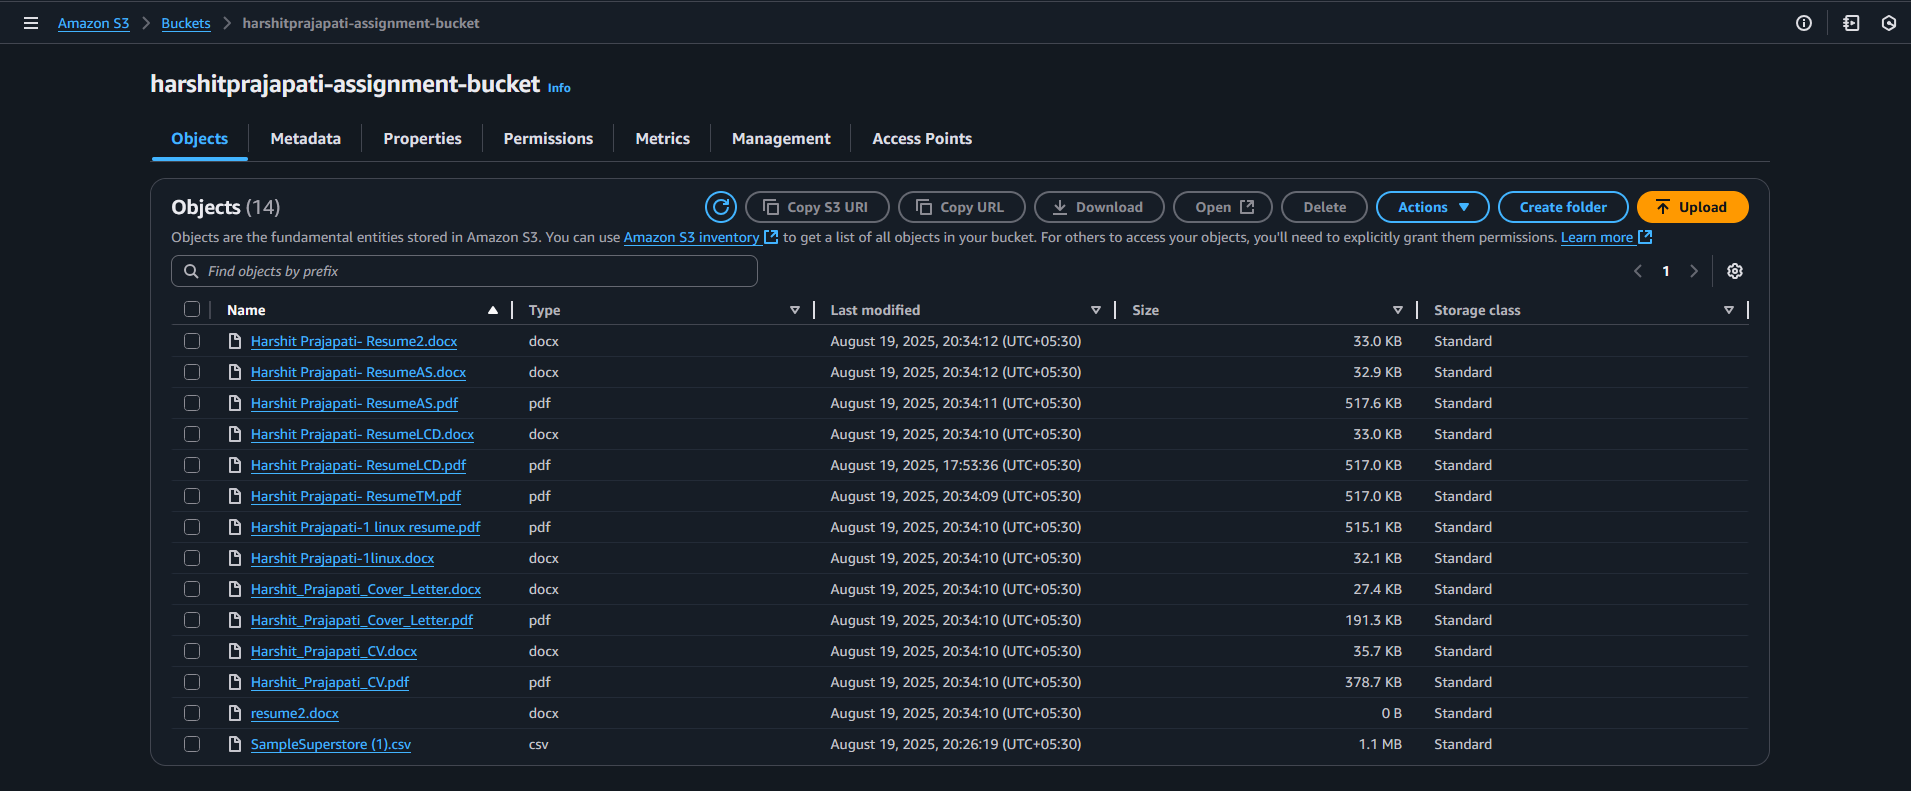 Amazon S3 > Buckets > harshitprajapati-assignment-bucket
harshitprajapati-assignment-bucket Info
Objects Metadata Properties Permissions Metrics Management Access Points
Objects (14) Copy S3 URI Copy URL Download Open Delete Actions Create folder Upload
Objects are the fundamental entities stored in Amazon S3. You can use Amazon S3 inventory to get a list of all objects in your bucket. For others to access your objects, you'll need to explicitly grant them permissions. Learn more
Find objects by prefix 1
Name Type Last modified Size Storage class
Harshit Prajapati- Resume2.docx docx August 19, 2025, 20:34:12 (UTC+05:30) 33.0 KB Standard
Harshit Prajapati- ResumeAS.docx docx August 19, 2025, 20:34:12 (UTC+05:30) 32.9 KB Standard
Harshit Prajapati- ResumeAS.pdf pdf August 19, 2025, 20:34:11 (UTC+05:30) 517.6 KB Standard
Harshit Prajapati- ResumeLCD.docx docx August 19, 2025, 20:34:10 (UTC+05:30) 33.0 KB Standard
Harshit Prajapati- ResumeLCD.pdf pdf August 19, 2025, 17:53:36 (UTC+05:30) 517.0 KB Standard
Harshit Prajapati- ResumeTM.pdf pdf August 19, 2025, 20:34:09 (UTC+05:30) 517.0 KB Standard
Harshit Prajapati-1 linux resume.pdf pdf August 19, 2025, 20:34:10 (UTC+05:30) 515.1 KB Standard
Harshit Prajapati-1linux.docx docx August 19, 2025, 20:34:10 (UTC+05:30) 32.1 KB Standard
Harshit_Prajapati_Cover_Letter.docx docx August 19, 2025, 20:34:10 (UTC+05:30) 27.4 KB Standard
Harshit_Prajapati_Cover_Letter.pdf pdf August 19, 2025, 20:34:10 (UTC+05:30) 191.3 KB Standard
Harshit_Prajapati_CV.docx docx August 19, 2025, 20:34:10 (UTC+05:30) 35.7 KB Standard
Harshit_Prajapati_CV.pdf pdf August 19, 2025, 20:34:10 (UTC+05:30) 378.7 KB Standard
resume2.docx docx August 19, 2025, 20:34:10 (UTC+05:30) 0 B Standard
SampleSuperstore (1).csv csv August 19, 2025, 20:26:19 (UTC+05:30) 1.1 MB Standard